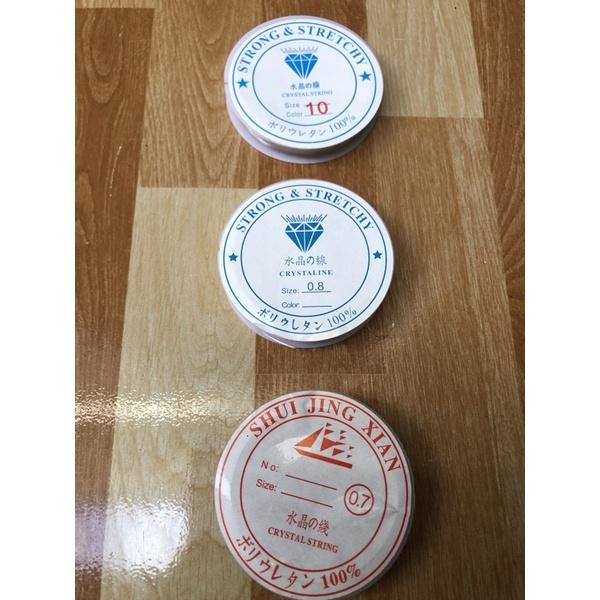 STRONG & STRETCHY
水晶の線
CRYSTAL STRING
Size 10
Color
ポリウレタン 100%
STRONG & STRETCHY
水晶の線
CRYSTALINE
Size: 0.8
Color:
ポリウレタン 100%
SHUI JING XIAN
No:
Size:
0.7
水晶の綫
CRYSTAL STRING
ポリウレタン 100%